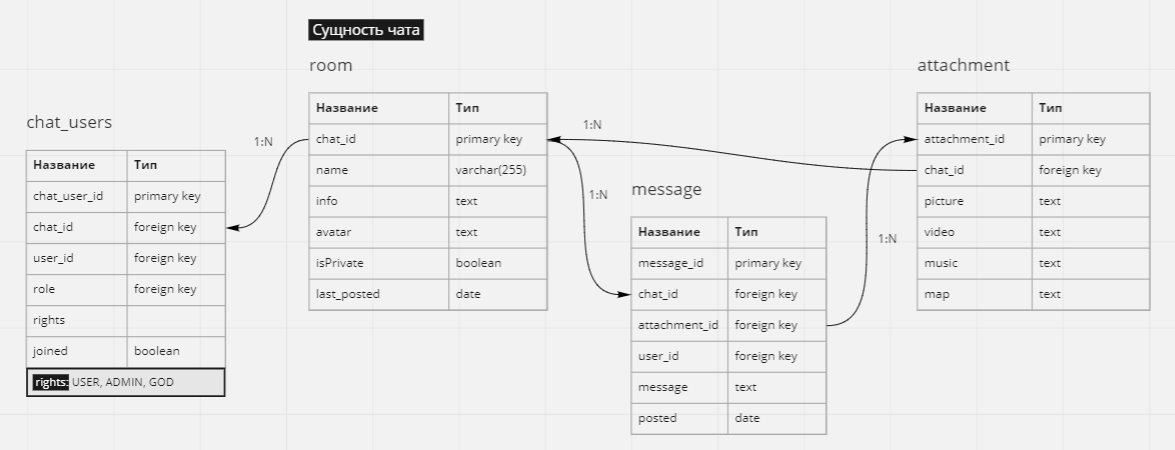 Сущность чата
room
Название Тип
chat_id primary key
name varchar(255)
info text
avatar text
isPrivate boolean
last_posted date
chat_users
Название Тип
chat_user_id primary key
chat_id foreign key
user_id foreign key
role foreign key
rights
joined boolean
rights: USER, ADMIN, GOD
1:N
1:N
1:N
message
Название Тип
message_id primary key
chat_id foreign key
attachment_id foreign key
user_id foreign key
message text
posted date
1:N
attachment
Название Тип
attachment_id primary key
chat_id foreign key
picture text
video text
music text
map text